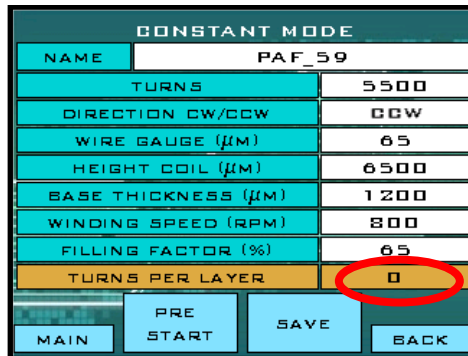 CONSTANT MODE
NAME PAF_59
TURNS 5500
DIRECTION CW/CCW CCW
WIRE GAUGE (μM) 65
HEIGHT COIL (μM) 6500
BASE THICKNESS (μM) 1200
WINDING SPEED (RPM) 800
FILLING FACTOR (%) 65
TURNS PER LAYER 0
MAIN PRE START SAVE BACK